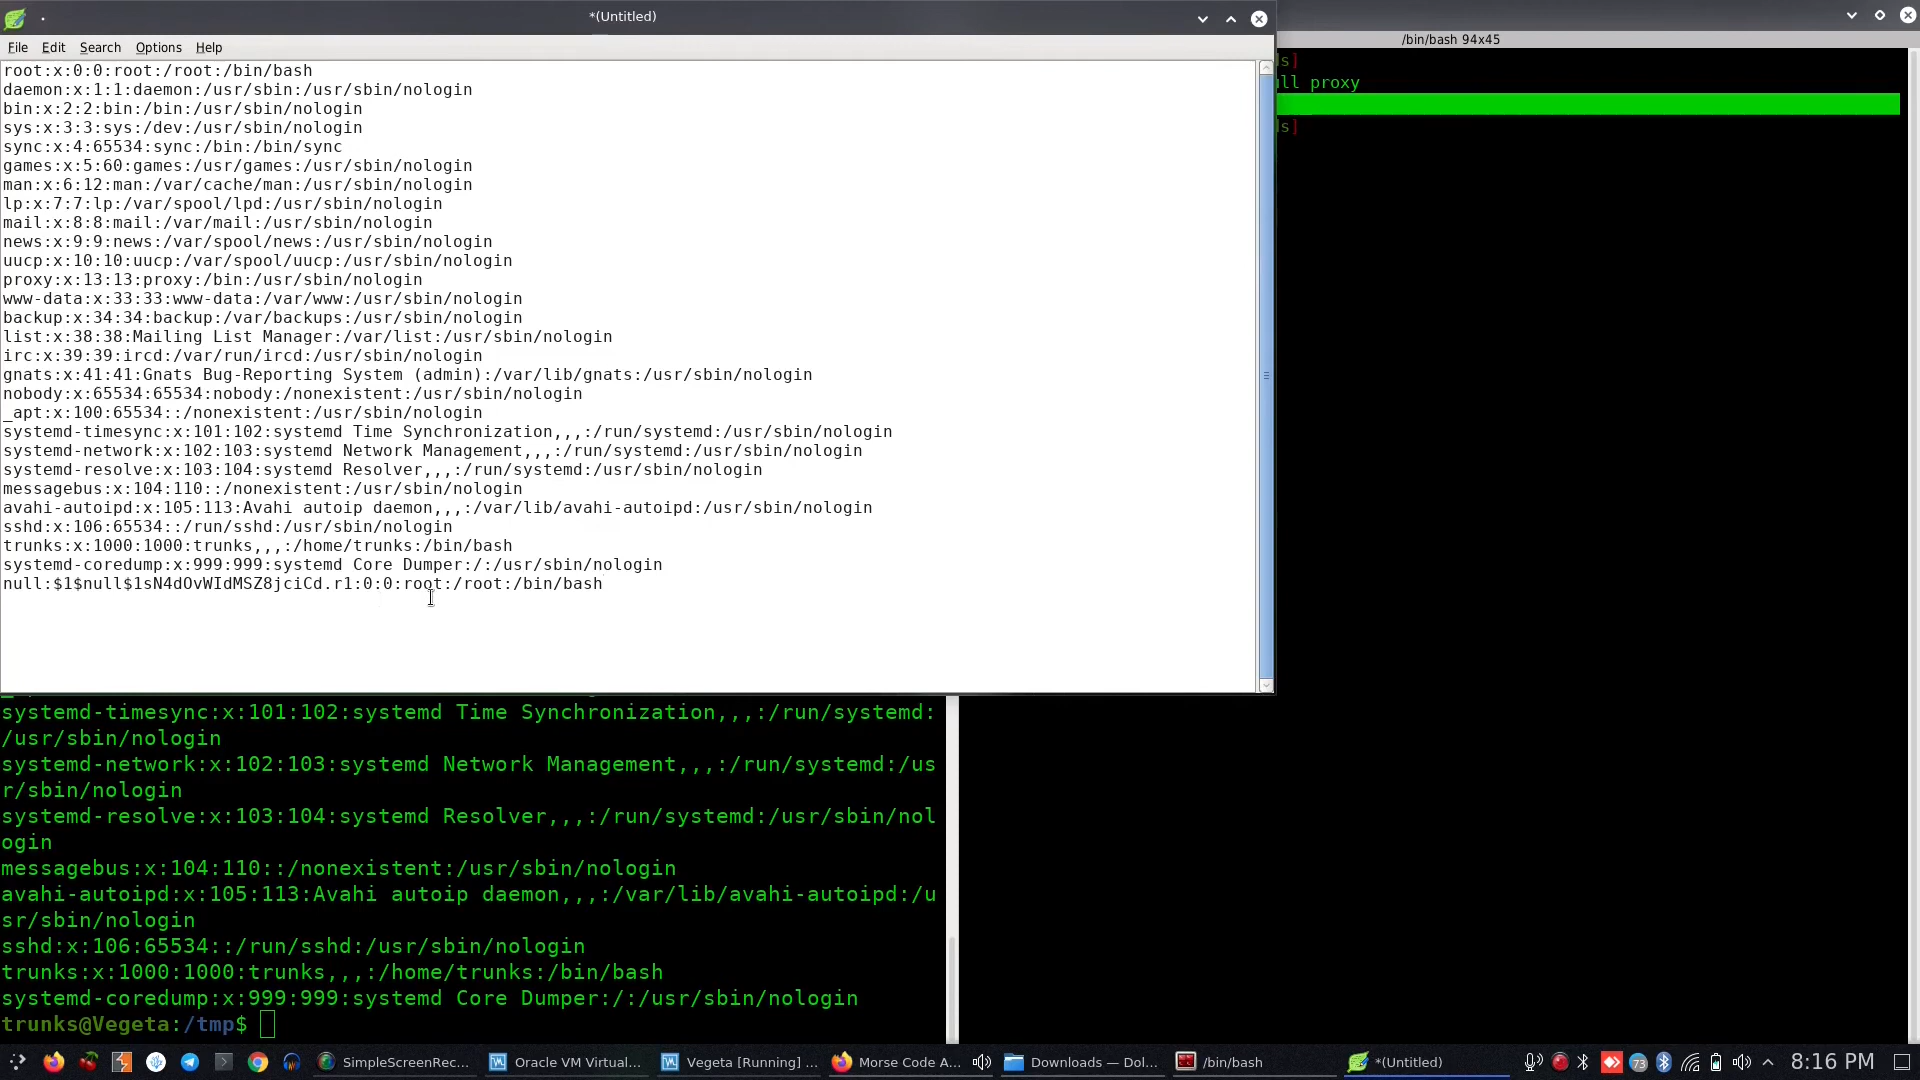 *(Untitled)
File Edit Search Options Help
root:x:0:0:root:/root:/bin/bash
daemon:x:1:1:daemon:/usr/sbin:/usr/sbin/nologin
bin:x:2:2:bin:/bin:/usr/sbin/nologin
sys:x:3:3:sys:/dev:/usr/sbin/nologin
sync:x:4:65534:sync:/bin:/bin/sync
games:x:5:60:games:/usr/games:/usr/sbin/nologin
man:x:6:12:man:/var/cache/man:/usr/sbin/nologin
lp:x:7:7:lp:/var/spool/lpd:/usr/sbin/nologin
mail:x:8:8:mail:/var/mail:/usr/sbin/nologin
news:x:9:9:news:/var/spool/news:/usr/sbin/nologin
uucp:x:10:10:uucp:/var/spool/uucp:/usr/sbin/nologin
proxy:x:13:13:proxy:/bin:/usr/sbin/nologin
www-data:x:33:33:www-data:/var/www:/usr/sbin/nologin
backup:x:34:34:backup:/var/backups:/usr/sbin/nologin
list:x:38:38:Mailing List Manager:/var/list:/usr/sbin/nologin
irc:x:39:39:ircd:/var/run/ircd:/usr/sbin/nologin
gnats:x:41:41:Gnats Bug-Reporting System (admin):/var/lib/gnats:/usr/sbin/nologin
nobody:x:65534:65534:nobody:/nonexistent:/usr/sbin/nologin
_apt:x:100:65534::/nonexistent:/usr/sbin/nologin
systemd-timesync:x:101:102:systemd Time Synchronization,,,:/run/systemd:/usr/sbin/nologin
systemd-network:x:102:103:systemd Network Management,,,:/run/systemd:/usr/sbin/nologin
systemd-resolve:x:103:104:systemd Resolver,,,:/run/systemd:/usr/sbin/nologin
messagebus:x:104:110::/nonexistent:/usr/sbin/nologin
avahi-autoipd:x:105:113:Avahi autoip daemon,,,:/var/lib/avahi-autoipd:/usr/sbin/nologin
sshd:x:106:65534::/run/sshd:/usr/sbin/nologin
trunks:x:1000:1000:trunks,,,:/home/trunks:/bin/bash
systemd-coredump:x:999:999:systemd Core Dumper:/:/usr/sbin/nologin
null:$1$null$1sN4dOvWIdMSZ8jciCd.r1:0:0:root:/root:/bin/bash
/bin/bash 94x45
ds]
ll proxy
ds]
systemd-timesync:x:101:102:systemd Time Synchronization,,,:/run/systemd:
/usr/sbin/nologin
systemd-network:x:102:103:systemd Network Management,,,:/run/systemd:/us
r/sbin/nologin
systemd-resolve:x:103:104:systemd Resolver,,,:/run/systemd:/usr/sbin/nol
ogin
messagebus:x:104:110::/nonexistent:/usr/sbin/nologin
avahi-autoipd:x:105:113:Avahi autoip daemon,,,:/var/lib/avahi-autoipd:/u
sr/sbin/nologin
sshd:x:106:65534::/run/sshd:/usr/sbin/nologin
trunks:x:1000:1000:trunks,,,:/home/trunks:/bin/bash
systemd-coredump:x:999:999:systemd Core Dumper:/:/usr/sbin/nologin
trunks@Vegeta:/tmp$
SimpleScreenRec... Oracle VM Virtual... Vegeta [Running] ... Morse Code A... Downloads — Dol... /bin/bash *(Untitled) 73 8:16 PM